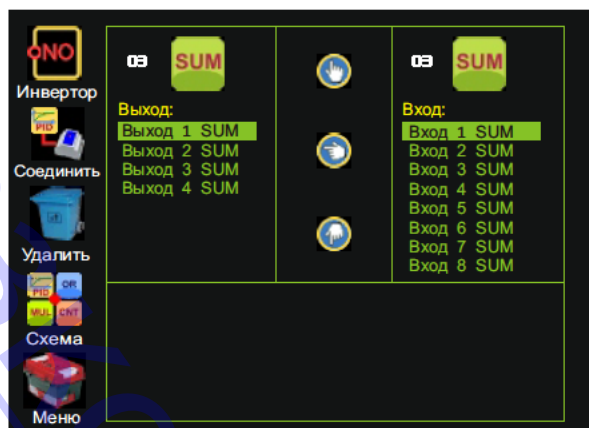 NO
Инвертор
PID
Соединить
Удалить
PID OR
MUL CNT
Схема
Меню
03 SUM
Выход:
Выход 1 SUM
Выход 2 SUM
Выход 3 SUM
Выход 4 SUM
03 SUM
Вход:
Вход 1 SUM
Вход 2 SUM
Вход 3 SUM
Вход 4 SUM
Вход 5 SUM
Вход 6 SUM
Вход 7 SUM
Вход 8 SUM